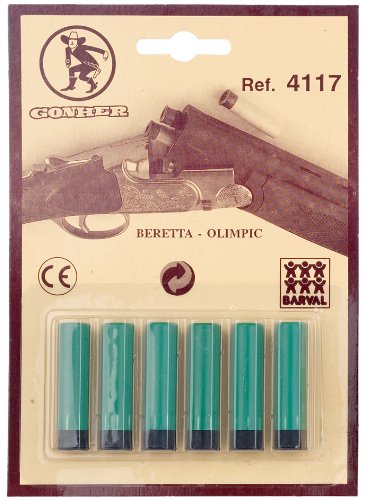 GONHER
Ref. 4117
BERETTA - OLIMPIC
CE
BARVAL